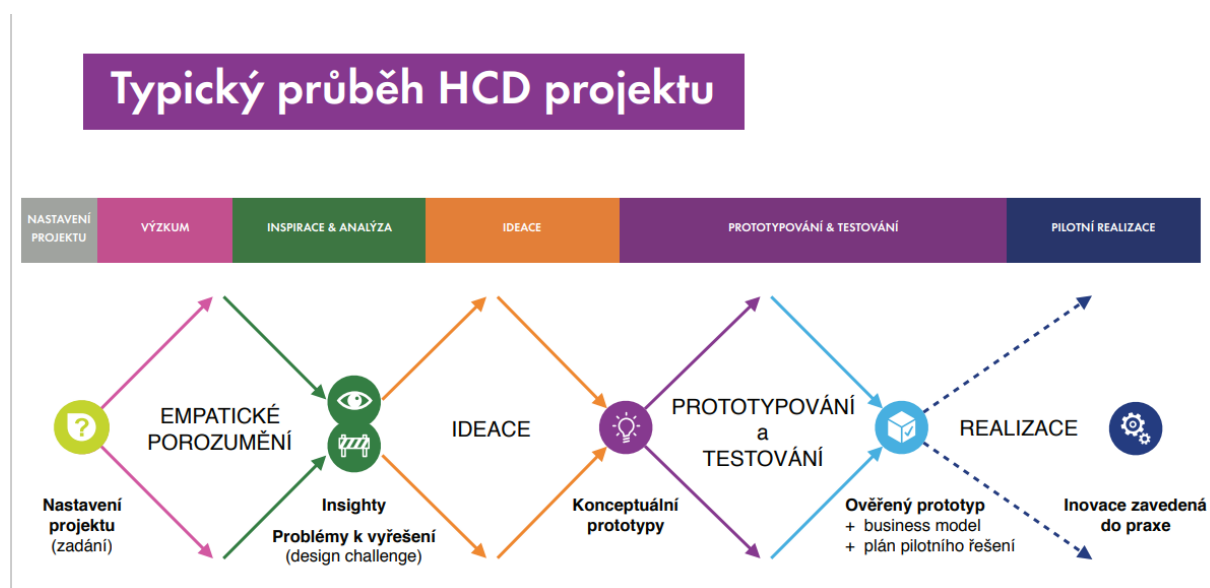 Typický průběh HCD projektu
NASTAVENÍ
PROJEKTU
VÝZKUM
INSPIRACE & ANALÝZA
IDEACE
PROTOTYPOVÁNÍ & TESTOVÁNÍ
PILOTNÍ REALIZACE
?
EMPATICKÉ
POROZUMĚNÍ
IDEACE
PROTOTYPOVÁNÍ
a
TESTOVÁNÍ
REALIZACE
Nastavení
projektu
(zadání)
Insighty
Problémy k vyřešení
(design challenge)
Konceptuální
prototypy
Ověřený prototyp
+ business model
+ plán pilotního řešení
Inovace zavedená
do praxe